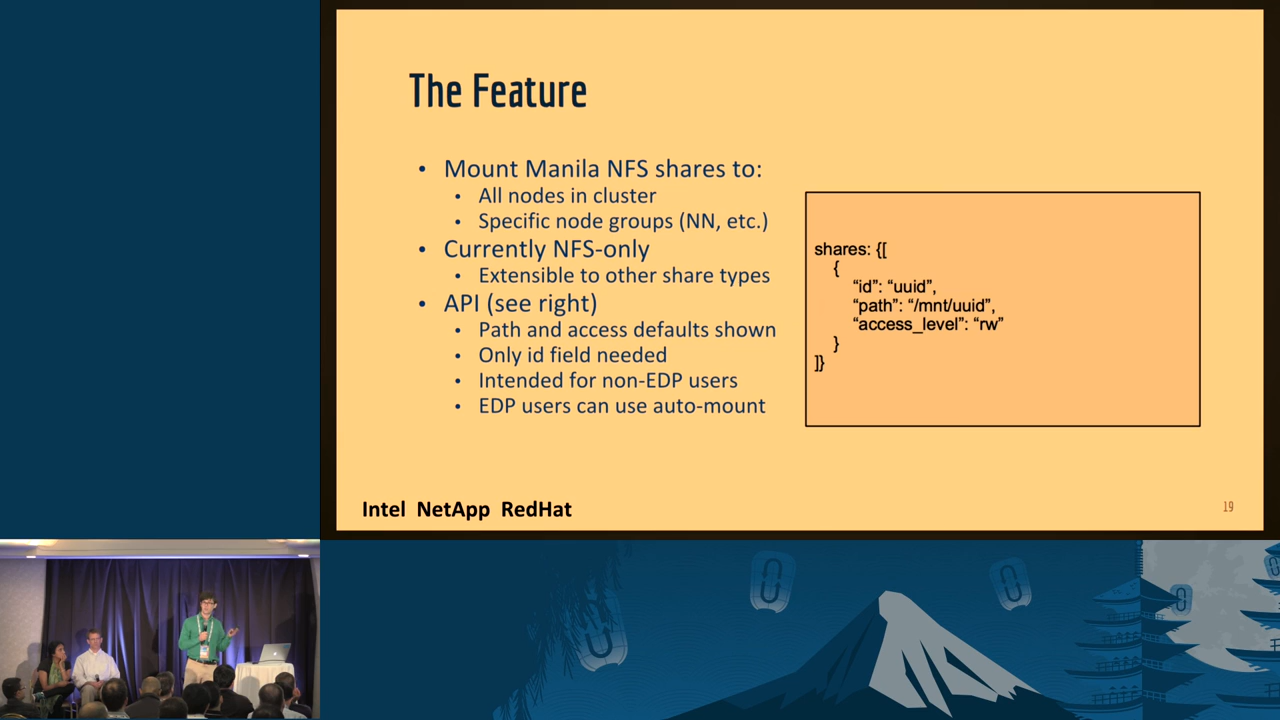 The Feature
• Mount Manila NFS shares to:
• All nodes in cluster
• Specific node groups (NN, etc.)
• Currently NFS-only
• Extensible to other share types
• API (see right)
• Path and access defaults shown
• Only id field needed
• Intended for non-EDP users
• EDP users can use auto-mount
shares: {[
{
“id”: “uuid”,
“path”: “/mnt/uuid”,
“access_level”: “rw”
}
]}
Intel NetApp RedHat
19